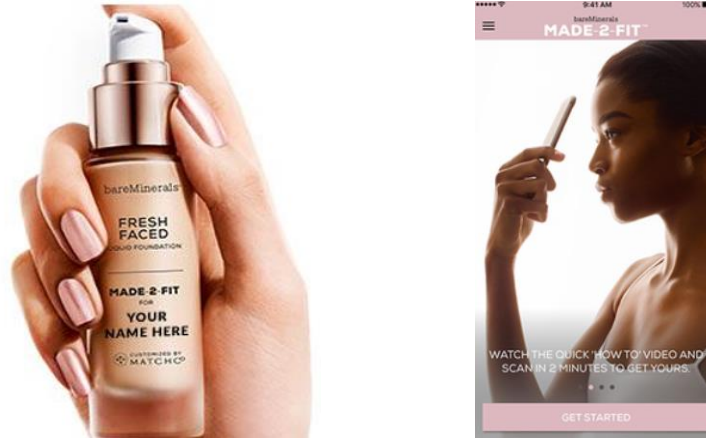 bareMinerals
FRESH
FACED
LIQUID FOUNDATION
MADE-2-FIT
FOR
YOUR
NAME HERE
CUSTOMIZED BY
MATCHCO
9:41 AM
100%
bareMinerals
MADE-2-FIT™
WATCH THE QUICK 'HOW TO' VIDEO AND
SCAN IN 2 MINUTES TO GET YOURS.
GET STARTED